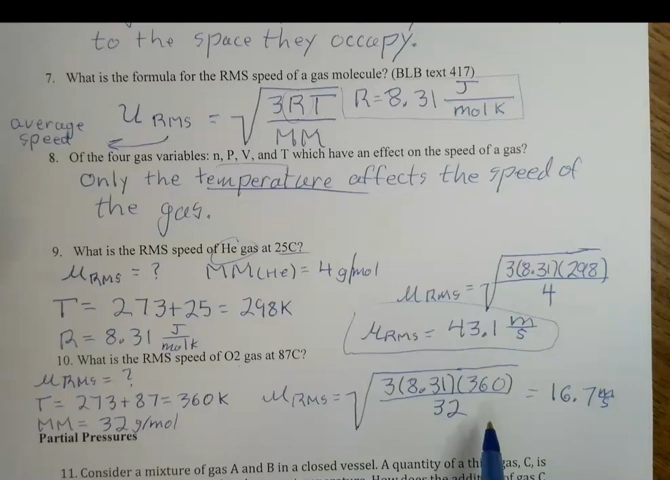 to the space they occupy.
7. What is the formula for the RMS speed of a gas molecule? (BLB text 417)
average speed
u RMS = √(3RT/MM) R = 8.31 J/mol K
8. Of the four gas variables: n, P, V, and T which have an effect on the speed of a gas?
Only the temperature affects the speed of
the gas.
9. What is the RMS speed of He gas at 25C?
μRMS = ? MM(He) = 4 g/mol
T = 273+25 = 298K
R = 8.31 J/mol K
μRMS = √(3(8.31)(298)/4)
μRMS = 43.1 m/s
10. What is the RMS speed of O2 gas at 87C?
μRMS = ?
T = 273+87 = 360K
MM = 32 g/mol
μRMS = √(3(8.31)(360)/32) = 16.7 m/s
Partial Pressures
11. Consider a mixture of gas A and B in a closed vessel. A quantity of a thi gas, C, is